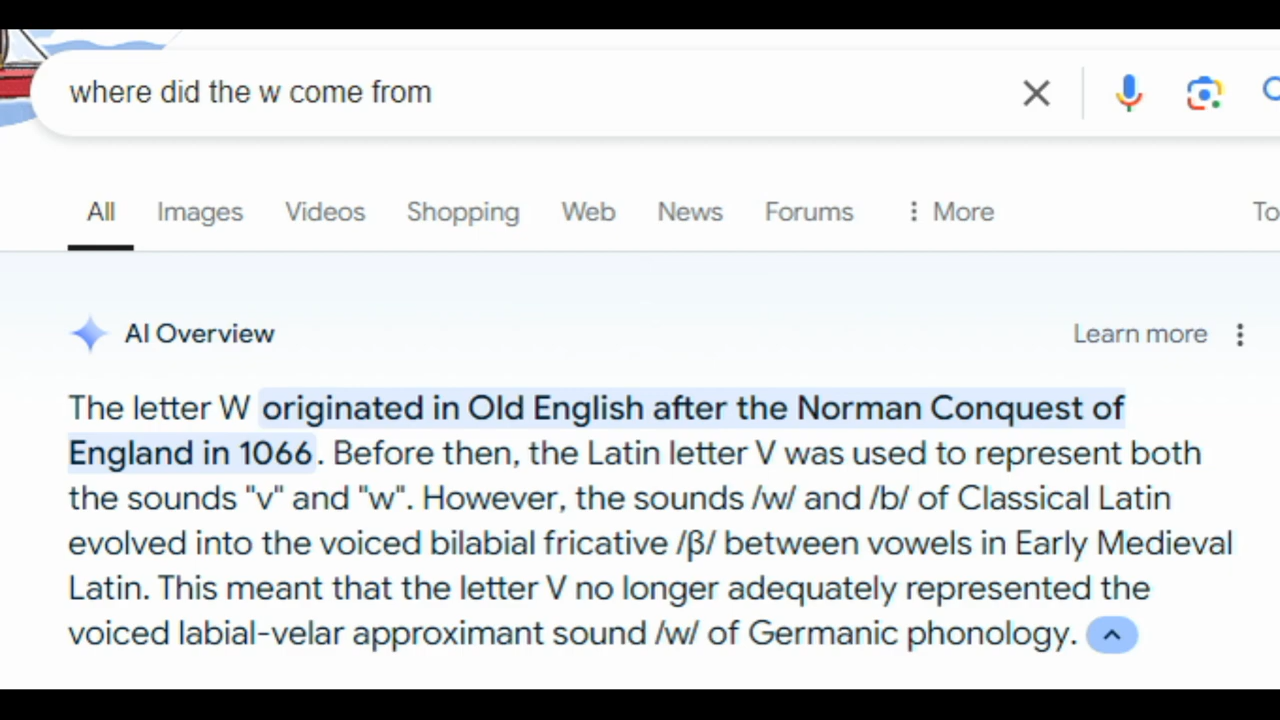 where did the w come from
All Images Videos Shopping Web News Forums More To
AI Overview Learn more
The letter W originated in Old English after the Norman Conquest of
England in 1066. Before then, the Latin letter V was used to represent both
the sounds "v" and "w". However, the sounds /w/ and /b/ of Classical Latin
evolved into the voiced bilabial fricative /β/ between vowels in Early Medieval
Latin. This meant that the letter V no longer adequately represented the
voiced labial-velar approximant sound /w/ of Germanic phonology.